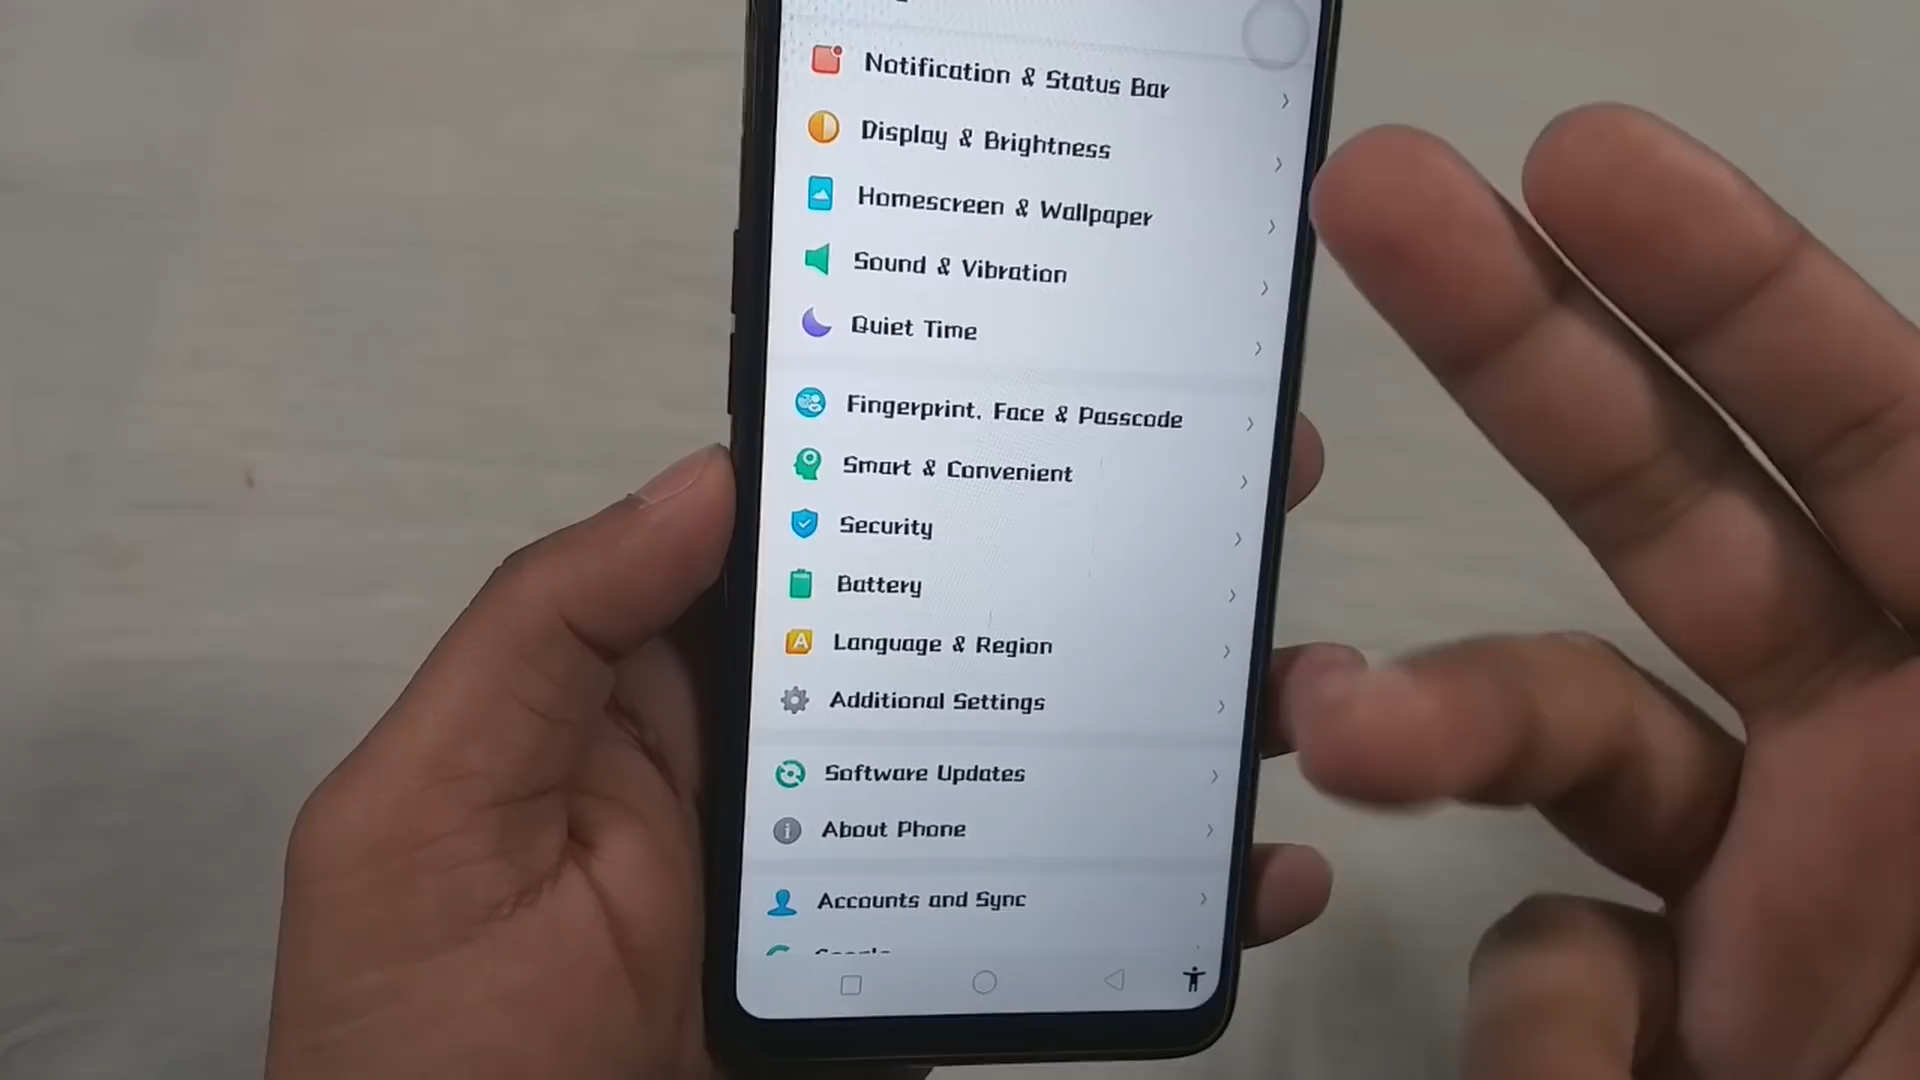 Notification & Status Bar
Display & Brightness
Homescreen & Wallpaper
Sound & Vibration
Quiet Time
Fingerprint, Face & Passcode
Smart & Convenient
Security
Battery
Language & Region
Additional Settings
Software Updates
About Phone
Accounts and Sync